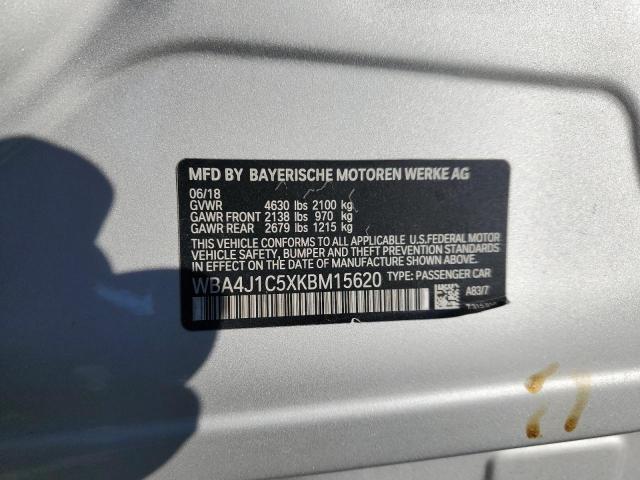 MFD BY BAYERISCHE MOTOREN WERKE AG
06/18
GVWR 4630 lbs 2100 kg
GAWR FRONT 2138 lbs 970 kg
GAWR REAR 2679 lbs 1215 kg
THIS VEHICLE CONFORMS TO ALL APPLICABLE U.S.FEDERAL MOTOR
VEHICLE SAFETY, BUMPER AND THEFT PREVENTION STANDARDS
IN EFFECT ON THE DATE OF MANUFACTURE SHOWN ABOVE.
WBA4J1C5XKBM15620 TYPE: PASSENGER CAR
A83/7